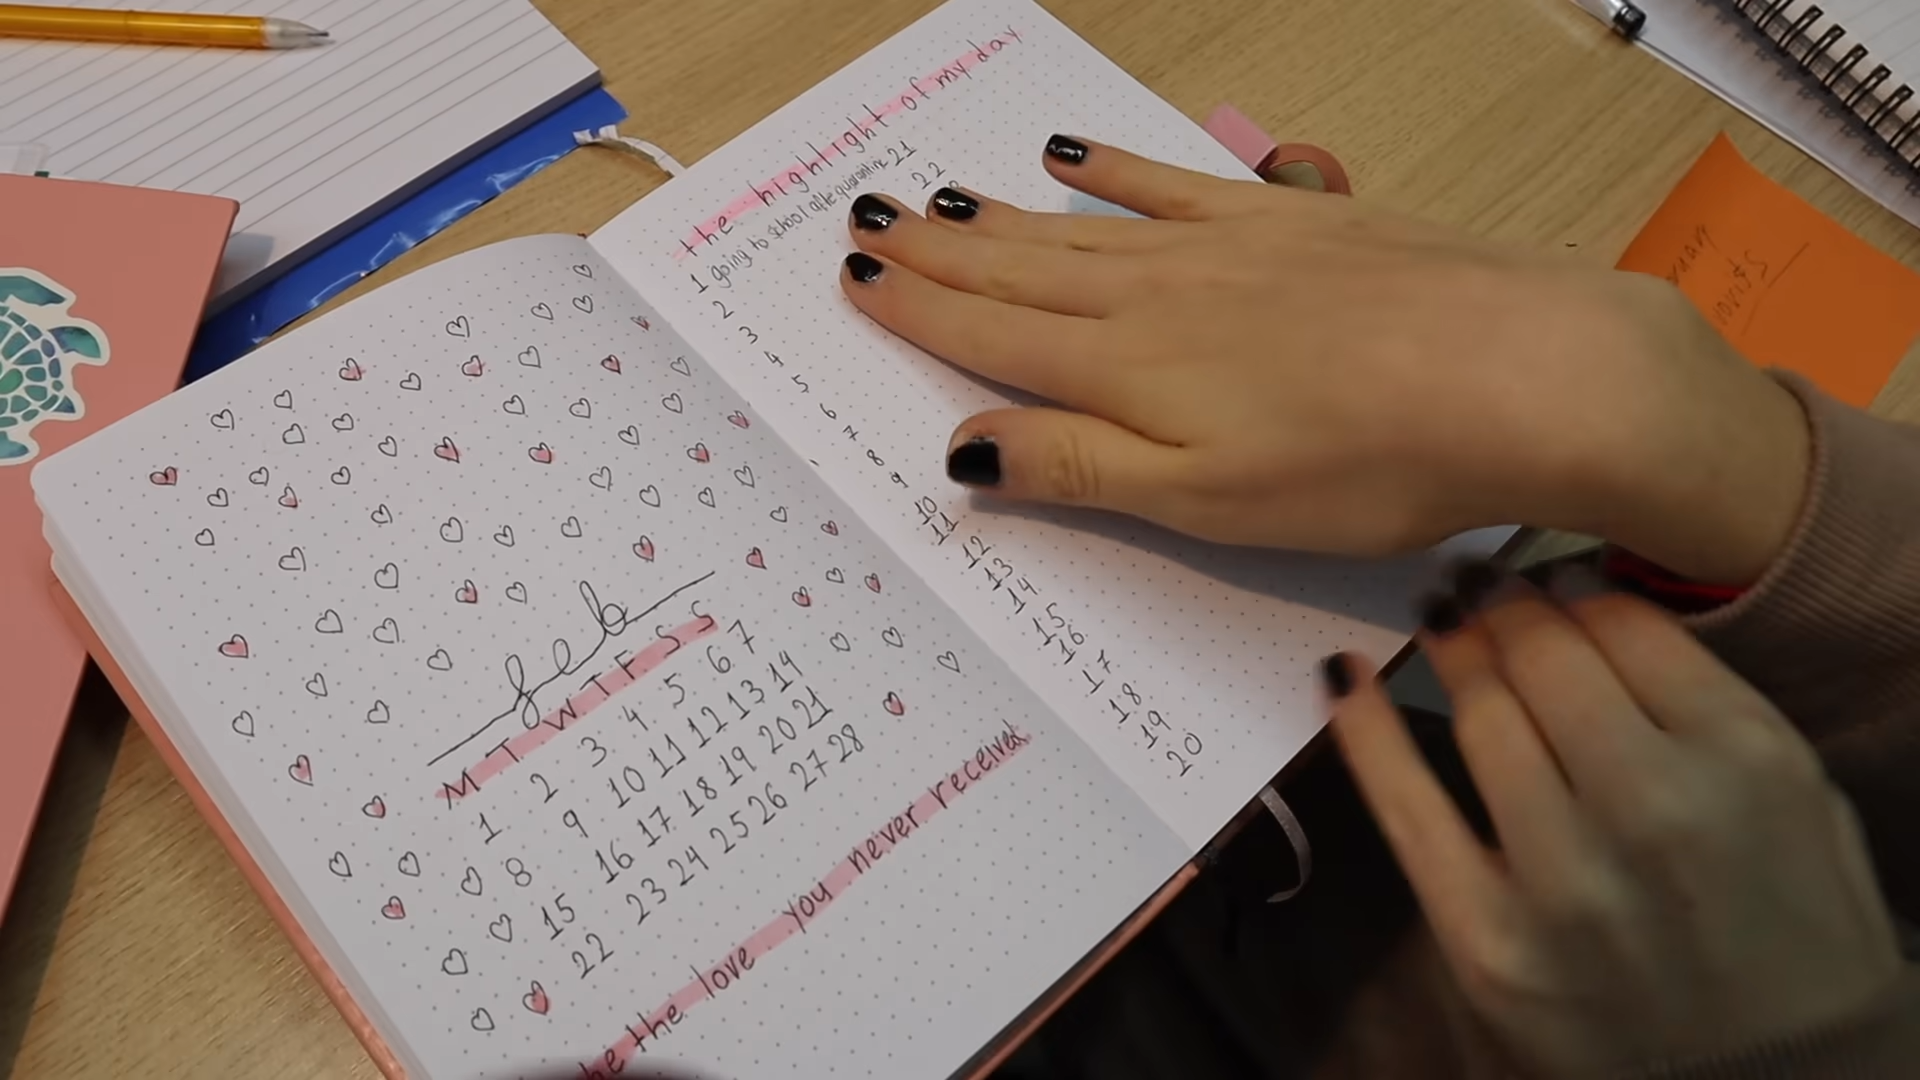 feb
M T W T F S S
1 2 3 4 5 6 7
8 9 10 11 12 13 14
15 16 17 18 19 20 21
22 23 24 25 26 27 28
the love you never received
the highlight of my day
1 going to school after quarantine 21
2 22
3
4
5
6
7
8
9
10
11
12
13
14
15
16
17
18
19
20